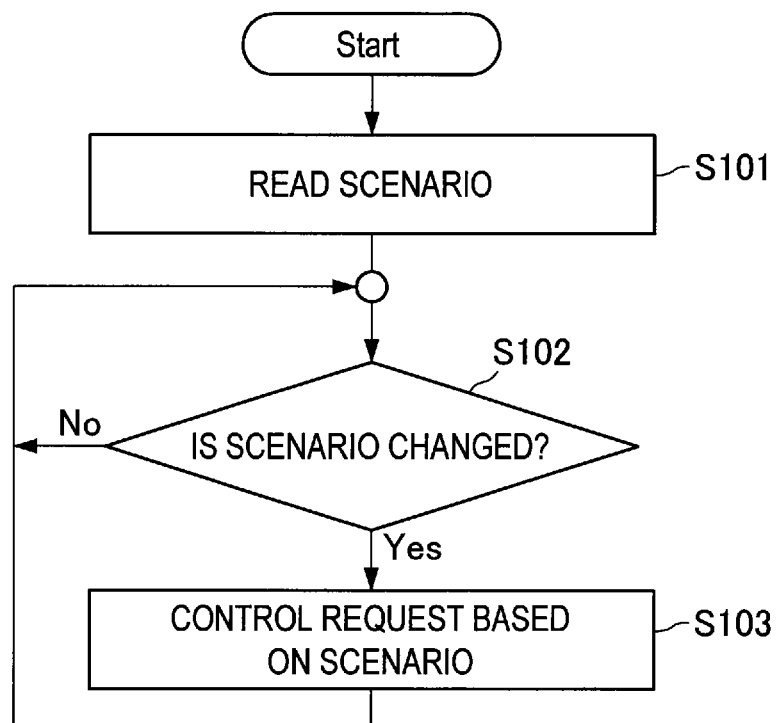 Start
READ SCENARIO
S101
S102
No
IS SCENARIO CHANGED?
Yes
CONTROL REQUEST BASED
ON SCENARIO
S103